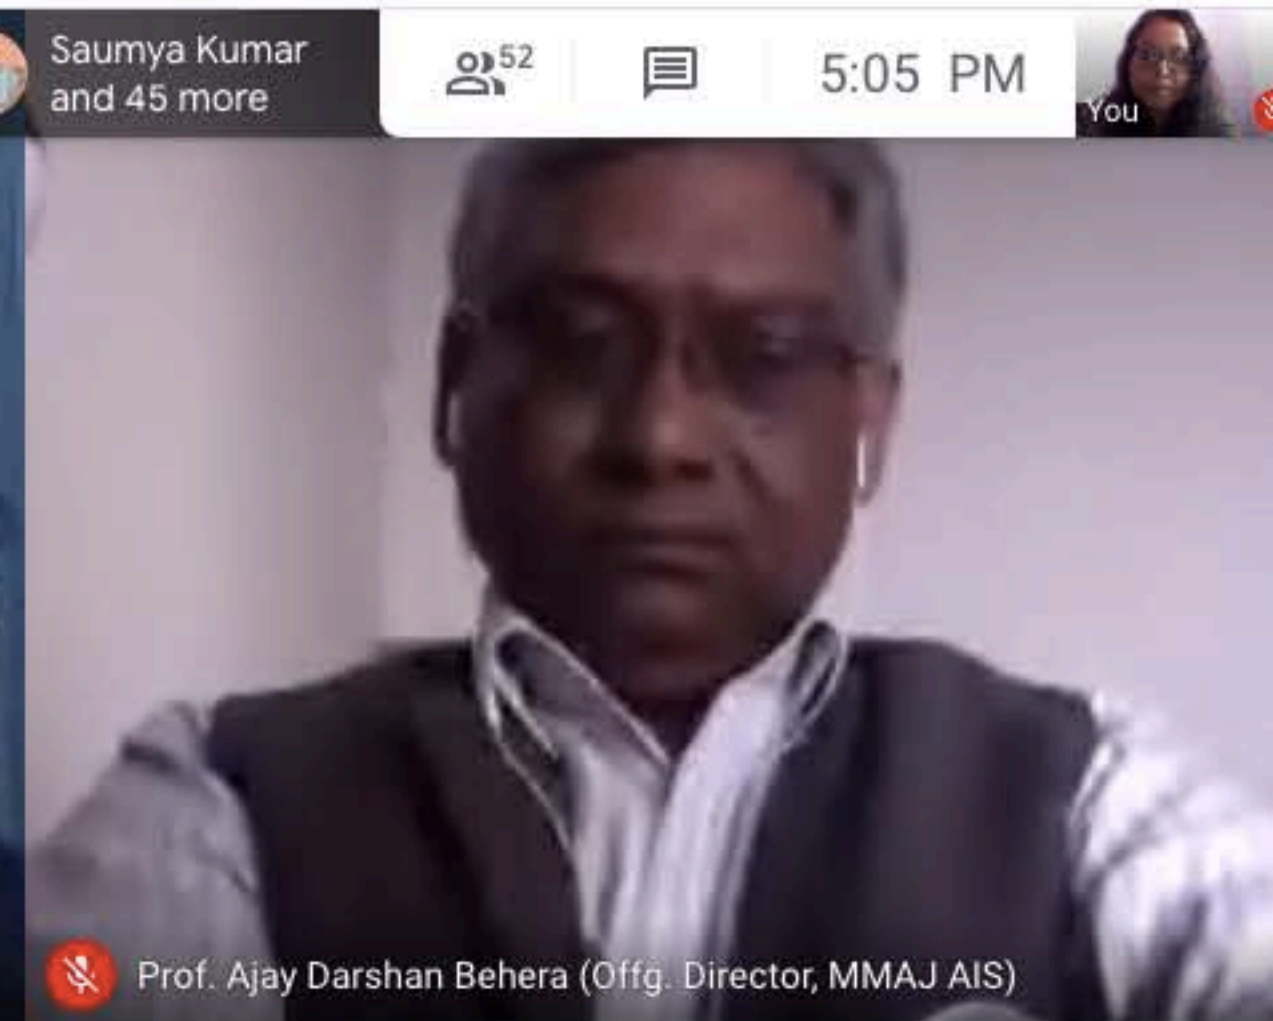 Saumya Kumar
and 45 more
52
5:05 PM
You
Prof. Ajay Darshan Behera (Offg. Director, MMAJ AIS)